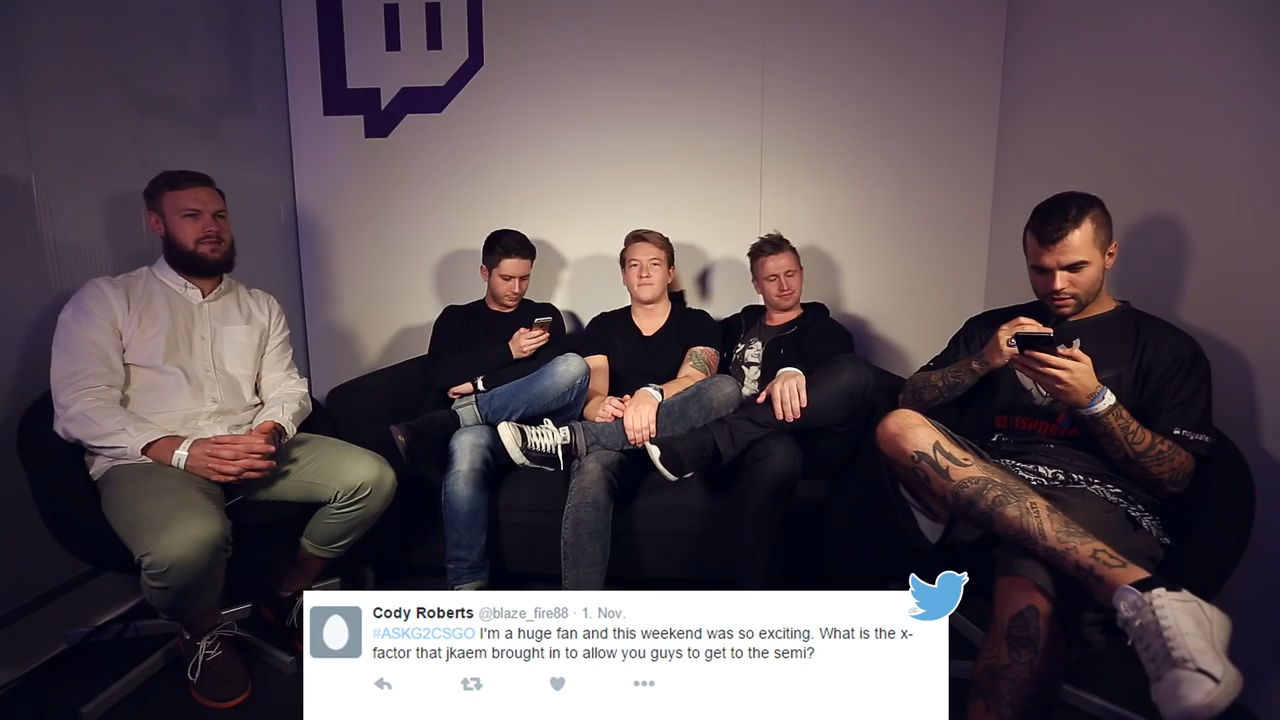 Cody Roberts @blaze_fire88 · 1. Nov.
#ASKG2CSGO I'm a huge fan and this weekend was so exciting. What is the x-
factor that jkaem brought in to allow you guys to get to the semi?